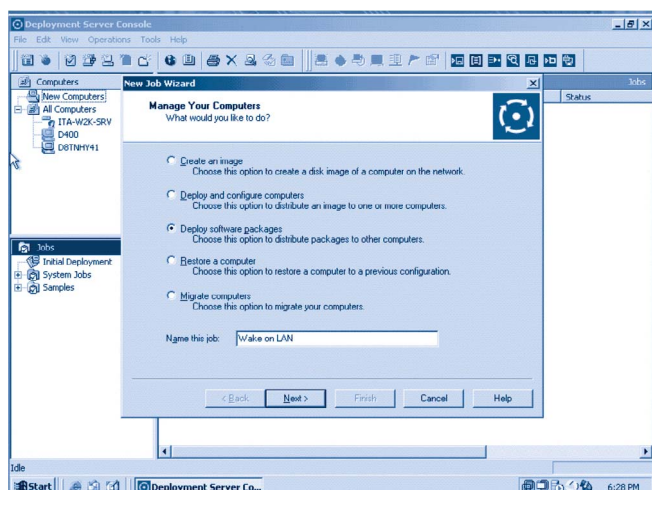 Deployment Server Console
File Edit View Operations Tools Help
Computers
New Computers
All Computers
ITA-W2K-SRV
D400
D8TNHY41
Jobs
Status
New Job Wizard
Manage Your Computers
What would you like to do?
Create an image
Choose this option to create a disk image of a computer on the network.
Deploy and configure computers
Choose this option to distribute an image to one or more computers.
Deploy software packages
Choose this option to distribute packages to other computers.
Restore a computer
Choose this option to restore a computer to a previous configuration.
Migrate computers
Choose this option to migrate your computers.
Name this job: Wake on LAN
< Back Next > Finish Cancel Help
Jobs
Initial Deployment
System Jobs
Samples
Idle
Start Deployment Server Co... 6:28 PM